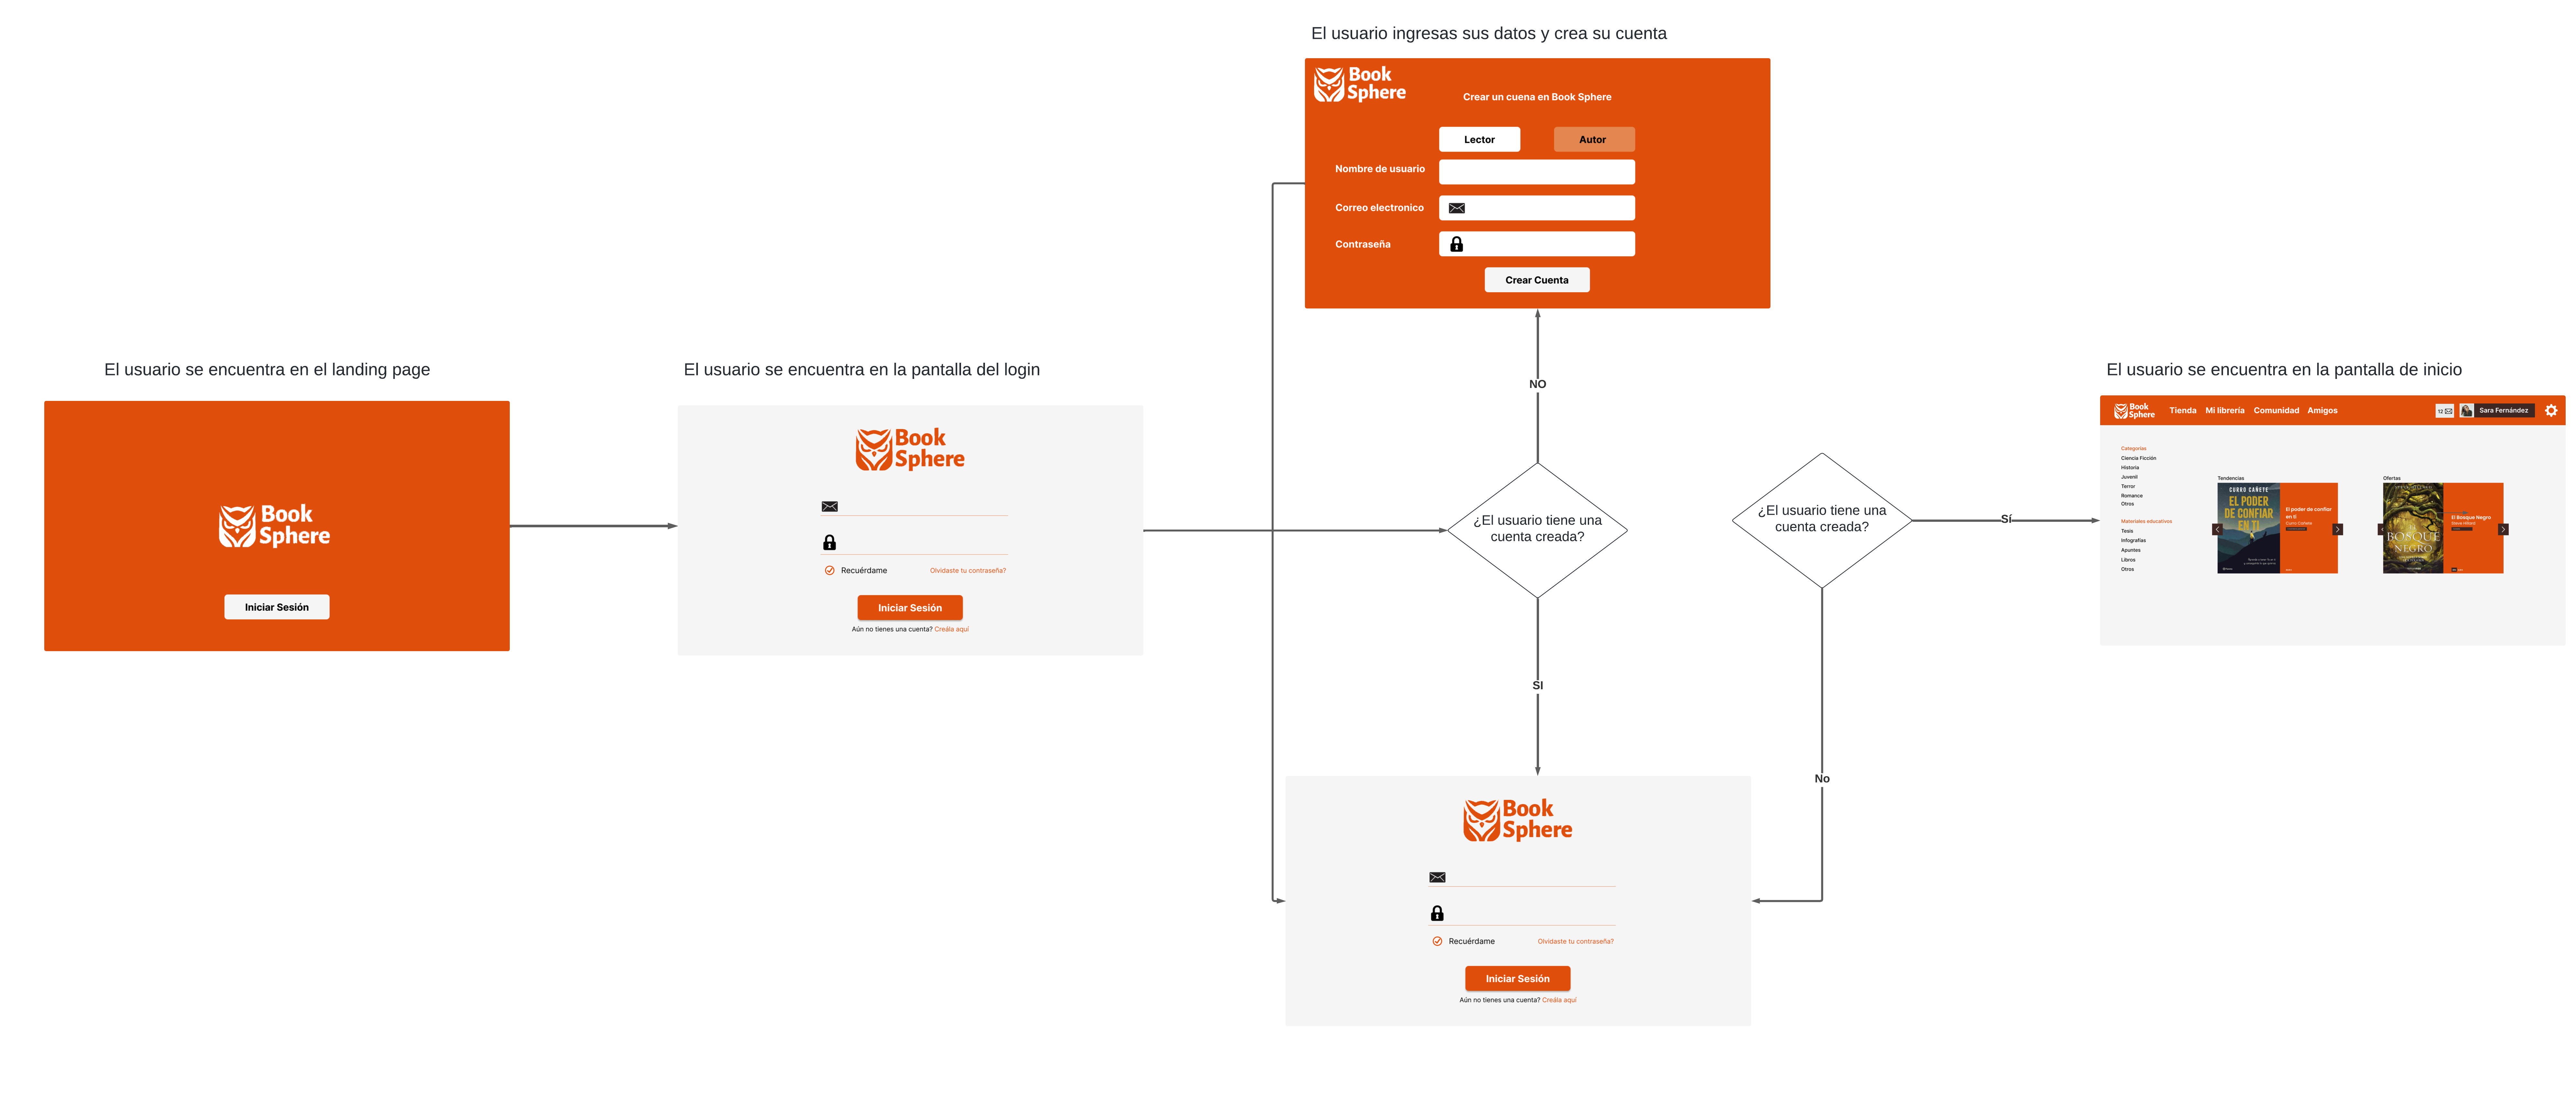 El usuario ingresas sus datos y crea su cuenta
Book
Sphere
Crear un cuena en Book Sphere
Lector
Autor
Nombre de usuario
Correo electronico
Contraseña
Crear Cuenta
El usuario se encuentra en el landing page
Book
Sphere
Iniciar Sesión
El usuario se encuentra en la pantalla del login
Book
Sphere
Recuérdame
Olvidaste tu contraseña?
Iniciar Sesión
Aún no tienes una cuenta? Creála aquí
NO
¿El usuario tiene una
cuenta creada?
SI
¿El usuario tiene una
cuenta creada?
Sí
No
Book
Sphere
Recuérdame
Olvidaste tu contraseña?
Iniciar Sesión
Aún no tienes una cuenta? Creála aquí
El usuario se encuentra en la pantalla de inicio
Book
Sphere
Tienda
Mi librería
Comunidad
Amigos
12
Sara Fernández
Categorías
Ciencia Ficción
Historia
Juvenil
Terror
Romance
Otros
Materiales educativos
Tesis
Infografías
Apuntes
Libros
Otros
Tendencias
CURRO CAÑETE
EL PODER
DE CONFIAR
EN TI
El poder de confiar
en ti
Curro Cañete
Ofertas
BOSQUE
NEGRO
El Bosque Negro